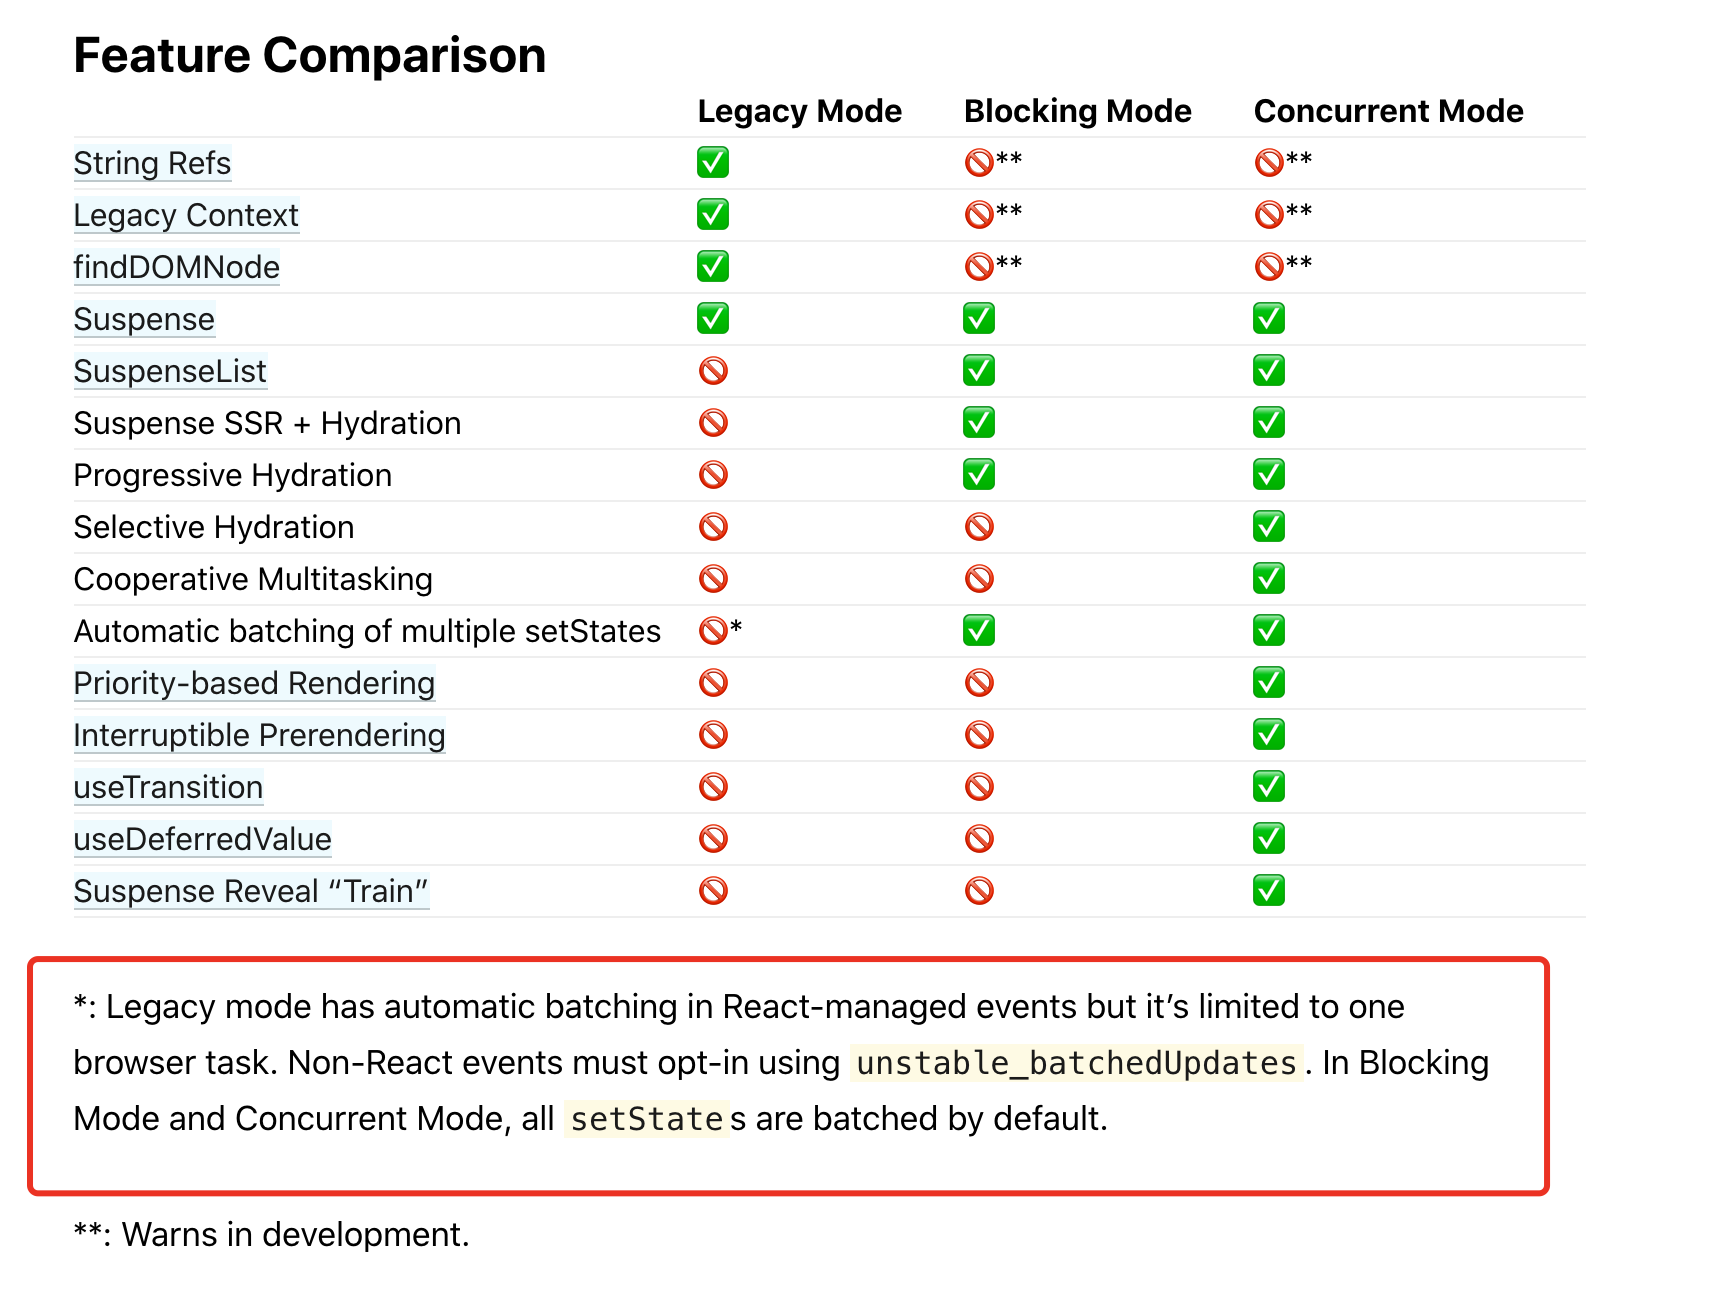 Feature Comparison
Legacy Mode Blocking Mode Concurrent Mode
String Refs ✅ 🚫** 🚫**
Legacy Context ✅ 🚫** 🚫**
findDOMNode ✅ 🚫** 🚫**
Suspense ✅ ✅ ✅
SuspenseList 🚫 ✅ ✅
Suspense SSR + Hydration 🚫 ✅ ✅
Progressive Hydration 🚫 ✅ ✅
Selective Hydration 🚫 🚫 ✅
Cooperative Multitasking 🚫 🚫 ✅
Automatic batching of multiple setStates 🚫* ✅ ✅
Priority-based Rendering 🚫 🚫 ✅
Interruptible Prerendering 🚫 🚫 ✅
useTransition 🚫 🚫 ✅
useDeferredValue 🚫 🚫 ✅
Suspense Reveal “Train” 🚫 🚫 ✅
*: Legacy mode has automatic batching in React-managed events but it’s limited to one
browser task. Non-React events must opt-in using unstable_batchedUpdates. In Blocking
Mode and Concurrent Mode, all setStates are batched by default.
**: Warns in development.